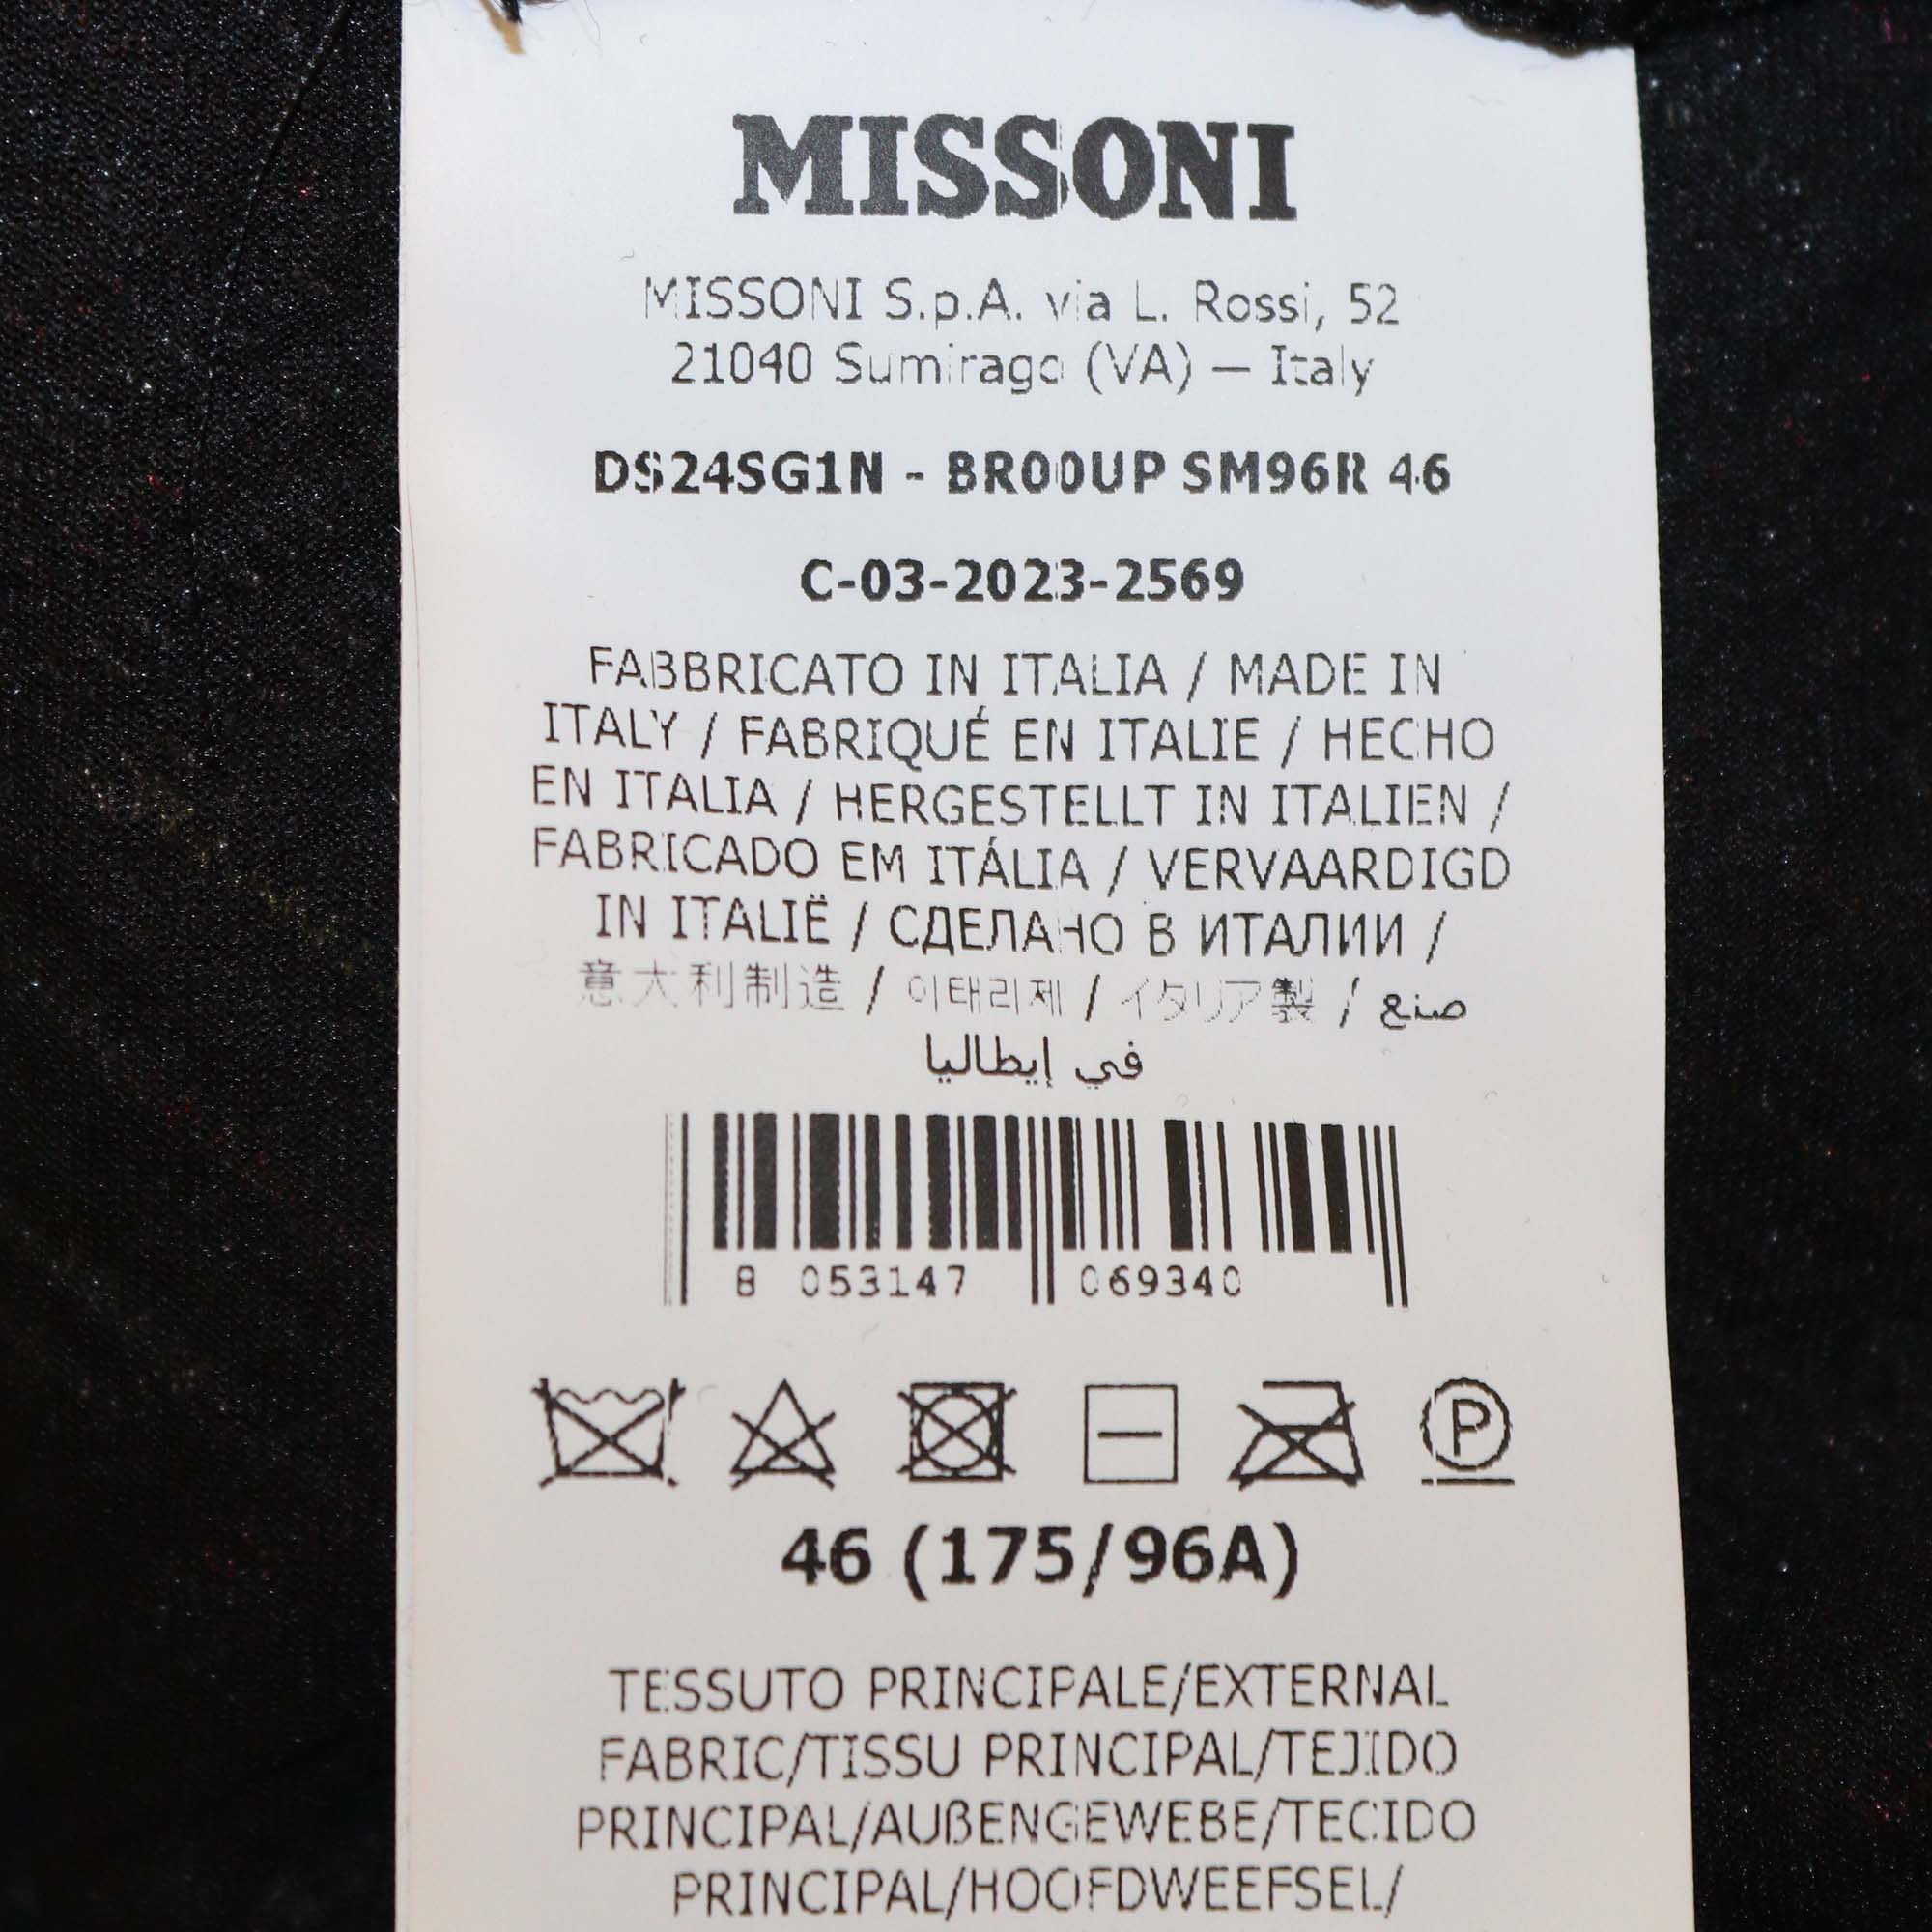 MISSONI
MISSONI S.p.A. via L. Rossi, 52
21040 Sumirago (VA) — Italy
DS24SG1N - BR00UP SM96R 46
C-03-2023-2569
FABBRICATO IN ITALIA / MADE IN
ITALY / FABRIQUÉ EN ITALIE / HECHO
EN ITALIA / HERGESTELLT IN ITALIEN /
FABRICADO EM ITÁLIA / VERVAARDIGD
IN ITALIË / СДЕЛАНО В ИТАЛИИ /
意大利制造 / 이태리제 / イタリア製 / صنع
في إيطاليا
8 053147 069340
P
46 (175/96A)
TESSUTO PRINCIPALE/EXTERNAL
FABRIC/TISSU PRINCIPAL/TEJIDO
PRINCIPAL/AUßENGEWEBE/TECIDO
PRINCIPAL/HOOFDWEEFSEL/